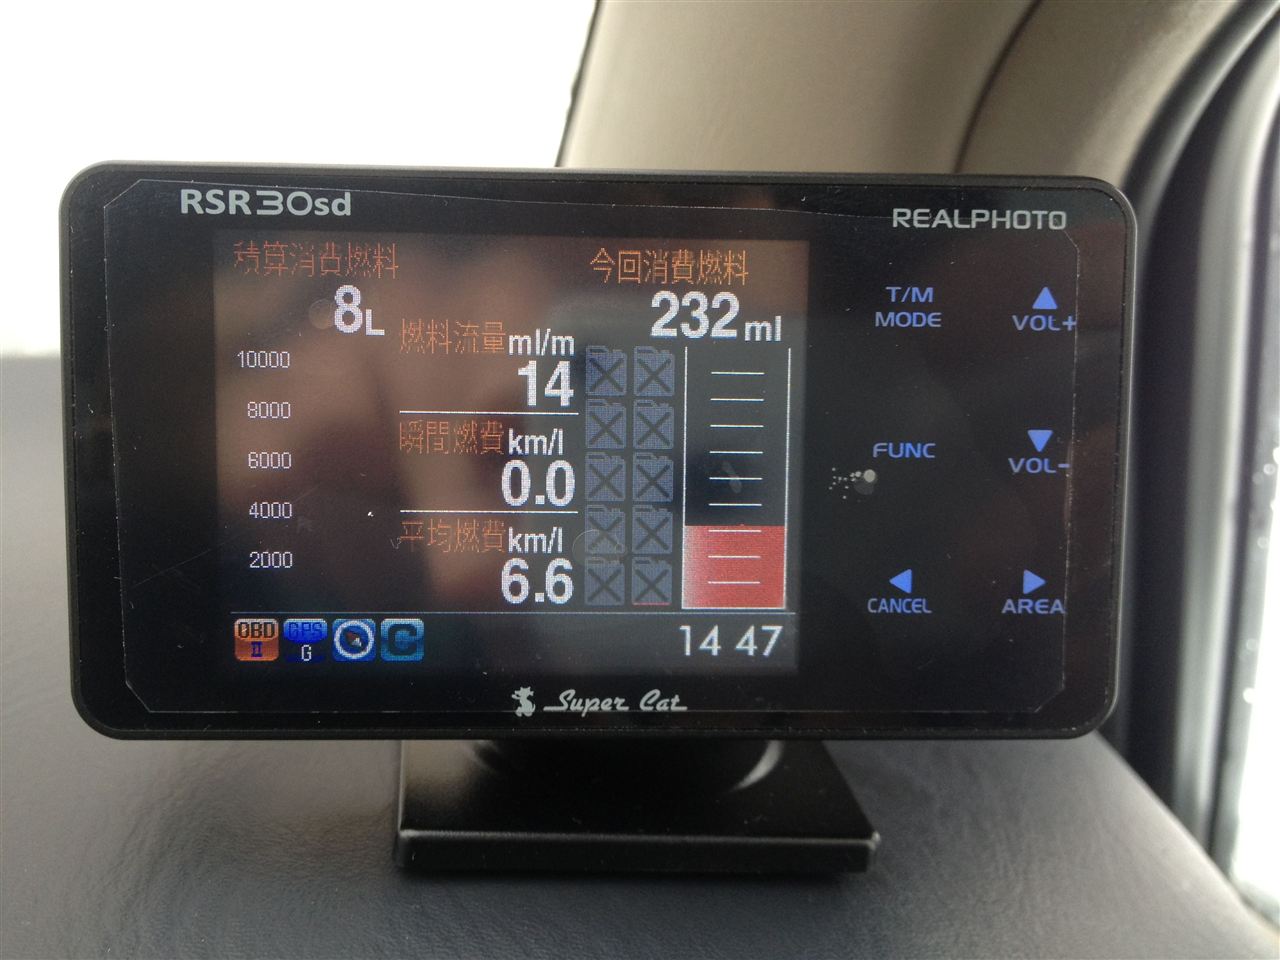 RSR30sd
REALPHOTO
積算消費燃料
8L
今回消費燃料
232ml
燃料流量ml/m
14
瞬間燃費km/l
0.0
平均燃費km/l
6.6
10000
8000
6000
4000
2000
OBD
II
GPS
G
C
14 47
Super Cat
T/M
MODE
VOL+
FUNC
VOL-
CANCEL
AREA